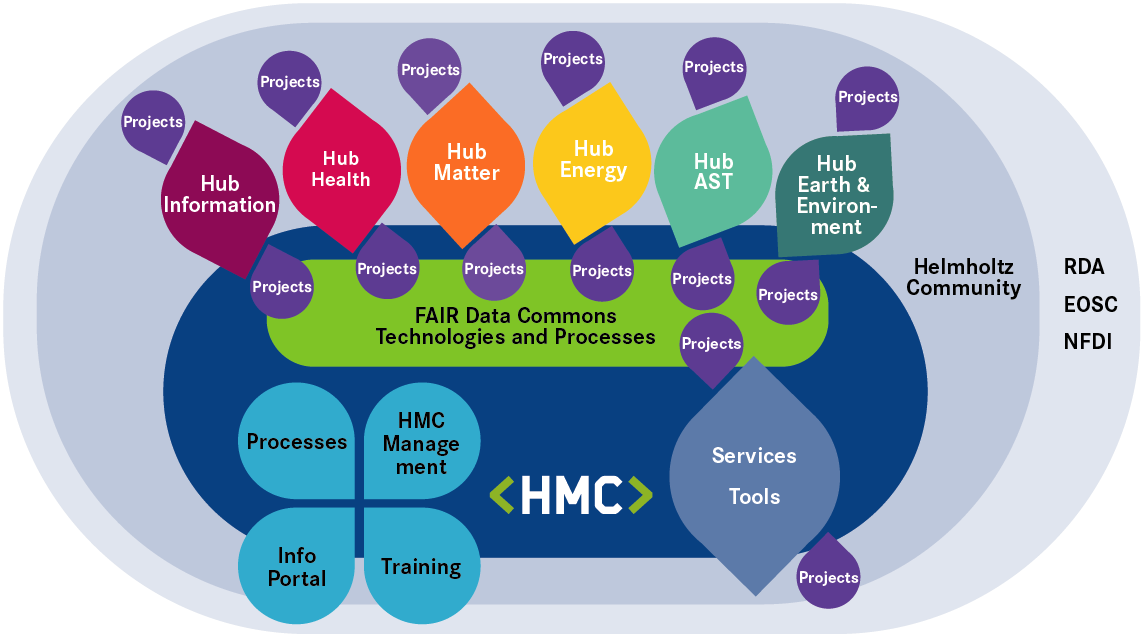 Projects
Projects
Projects
Projects
Projects
Projects
Hub
Information
Hub
Health
Hub
Matter
Hub
Energy
Hub
AST
Hub
Earth &
Environ-
ment
Projects
Projects
Projects
Projects
Projects
Projects
Helmholtz
Community
RDA
EOSC
NFDI
FAIR Data Commons
Technologies and Processes
Projects
Processes
HMC
Manage
ment
Info
Portal
Training
<HMC>
Services
Tools
Projects